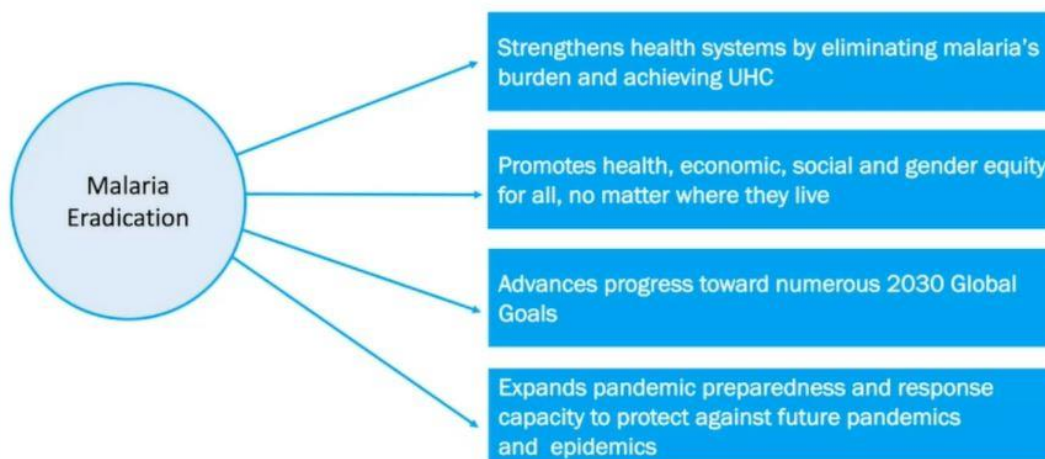 Malaria
Eradication
Strengthens health systems by eliminating malaria's
burden and achieving UHC
Promotes health, economic, social and gender equity
for all, no matter where they live
Advances progress toward numerous 2030 Global
Goals
Expands pandemic preparedness and response
capacity to protect against future pandemics
and epidemics